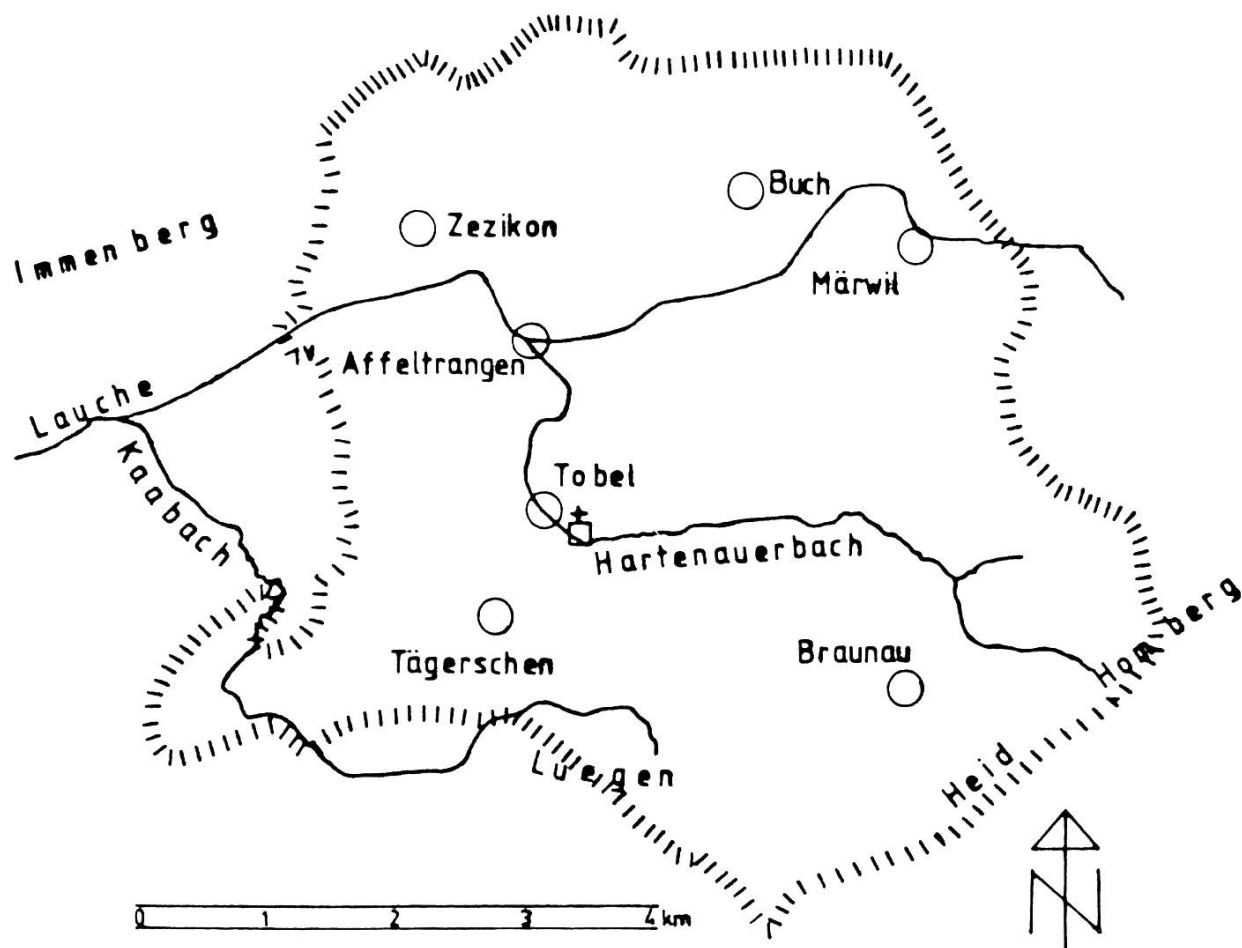 Buch
Zezikon
Immenberg
Märwil
Affeltrangen
Lauche
Kaabach
Tobel
Hartenauerbach
Tägerschen
Braunau
Homberg
Luegen
Heid
0 1 2 3 4 km
N